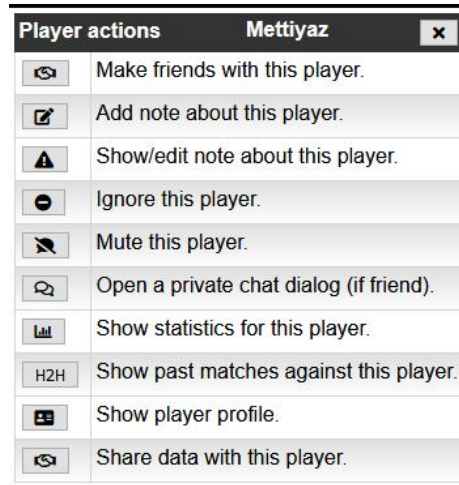 Player actions Mettiyaz
Make friends with this player.
Add note about this player.
Show/edit note about this player.
Ignore this player.
Mute this player.
Open a private chat dialog (if friend).
Show statistics for this player.
H2H Show past matches against this player.
Show player profile.
Share data with this player.